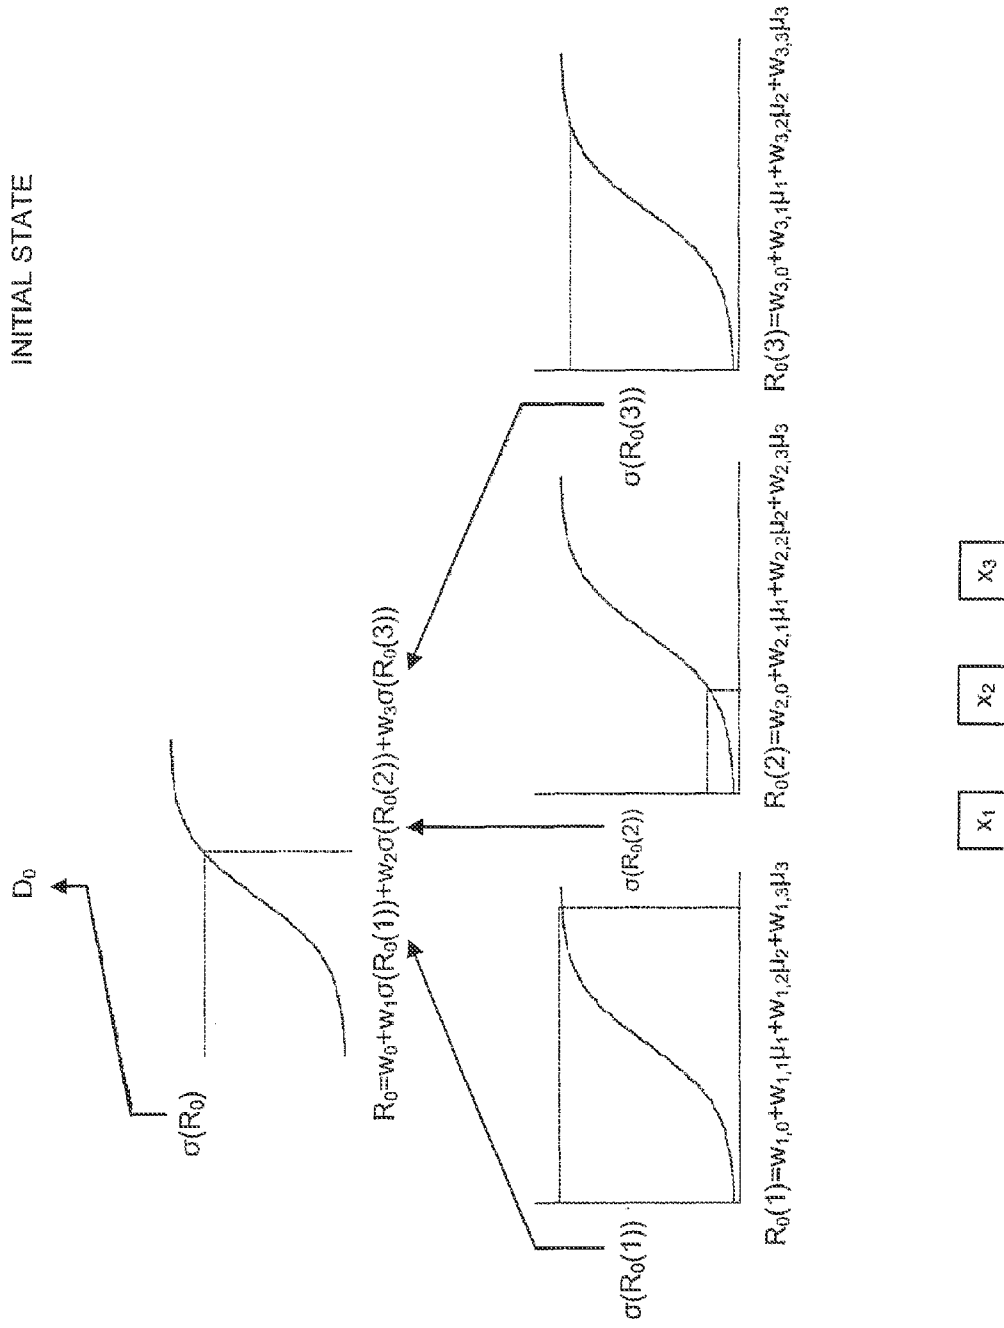 INITIAL STATE
D₀
σ(R₀)
R₀=w₀+w₁σ(R₀(1))+w₂σ(R₀(2))+w₃σ(R₀(3))
σ(R₀(1))
σ(R₀(2))
σ(R₀(3))
R₀(1)=w₁,₀+w₁,₁μ₁+w₁,₂μ₂+w₁,₃μ₃
R₀(2)=w₂,₀+w₂,₁μ₁+w₂,₂μ₂+w₂,₃μ₃
R₀(3)=w₃,₀+w₃,₁μ₁+w₃,₂μ₂+w₃,₃μ₃
x₁
x₂
x₃